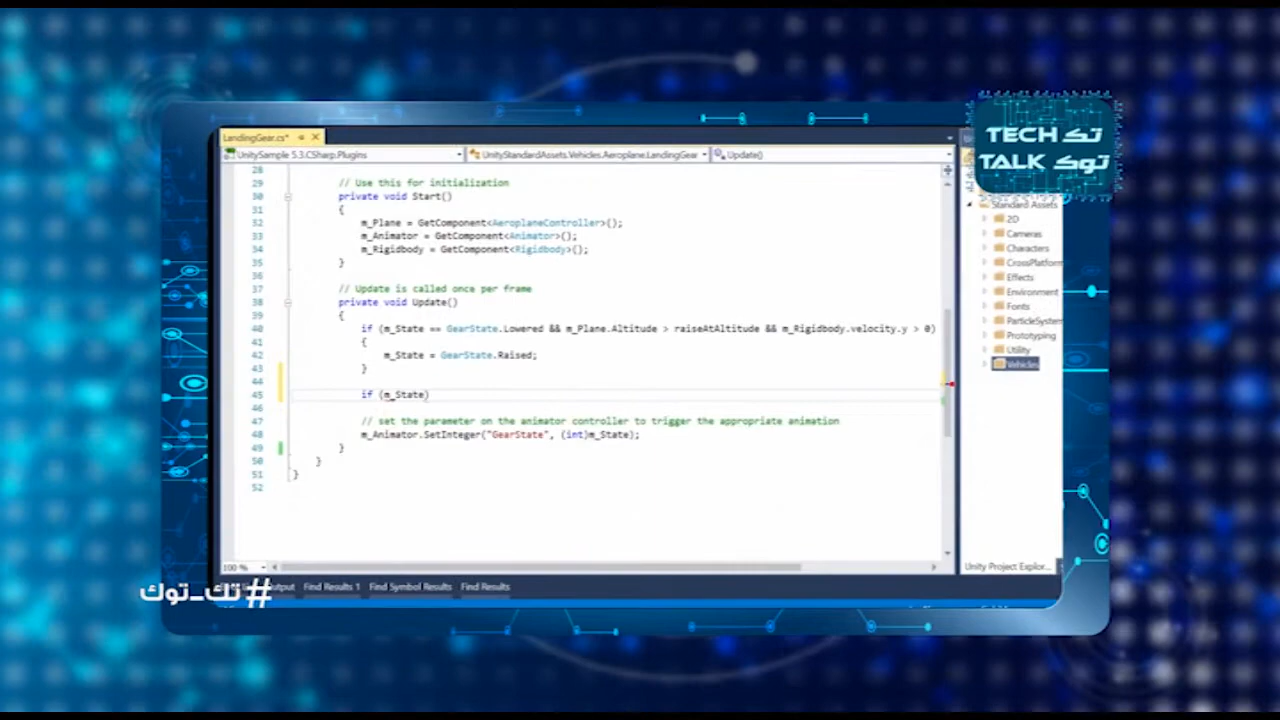 TECH تك
TALK توك
LandingGear.cs*
UnitySample 5.3.CSharp.Plugins
UnityStandardAssets.Vehicles.Aeroplane.LandingGear
Update()
28
29 // Use this for initialization
30 private void Start()
31 {
32 m_Plane = GetComponent<AeroplaneController>();
33 m_Animator = GetComponent<Animator>();
34 m_Rigidbody = GetComponent<Rigidbody>();
35 }
36
37 // Update is called once per frame
38 private void Update()
39 {
40 if (m_State == GearState.Lowered && m_Plane.Altitude > raiseAtAltitude && m_Rigidbody.velocity.y > 0)
41 {
42 m_State = GearState.Raised;
43 }
44
45 if (m_State)
46
47 // set the parameter on the animator controller to trigger the appropriate animation
48 m_Animator.SetInteger("GearState", (int)m_State);
49 }
50 }
51 }
52
Standard Assets
2D
Cameras
Characters
CrossPlatform
Effects
Environment
Fonts
ParticleSystem
Prototyping
Utility
Vehicles
100 %
Unity Project Explor...
Find Results 1 Find Symbol Results Find Results
#تك_توك